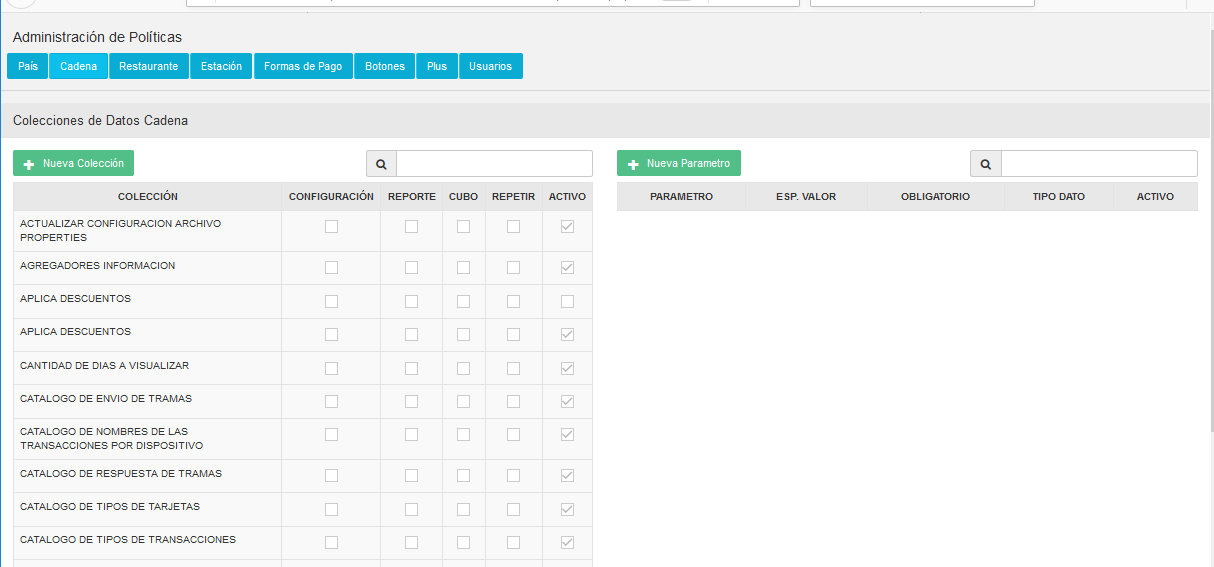 Administración de Políticas
País Cadena Restaurante Estación Formas de Pago Botones Plus Usuarios
Colecciones de Datos Cadena
Nueva Colección
Nueva Parametro
COLECCIÓN CONFIGURACIÓN REPORTE CUBO REPETIR ACTIVO
PARAMETRO ESP. VALOR OBLIGATORIO TIPO DATO ACTIVO
ACTUALIZAR CONFIGURACION ARCHIVO
PROPERTIES
AGREGADORES INFORMACION
APLICA DESCUENTOS
APLICA DESCUENTOS
CANTIDAD DE DIAS A VISUALIZAR
CATALOGO DE ENVIO DE TRAMAS
CATALOGO DE NOMBRES DE LAS
TRANSACCIONES POR DISPOSITIVO
CATALOGO DE RESPUESTA DE TRAMAS
CATALOGO DE TIPOS DE TARJETAS
CATALOGO DE TIPOS DE TRANSACCIONES